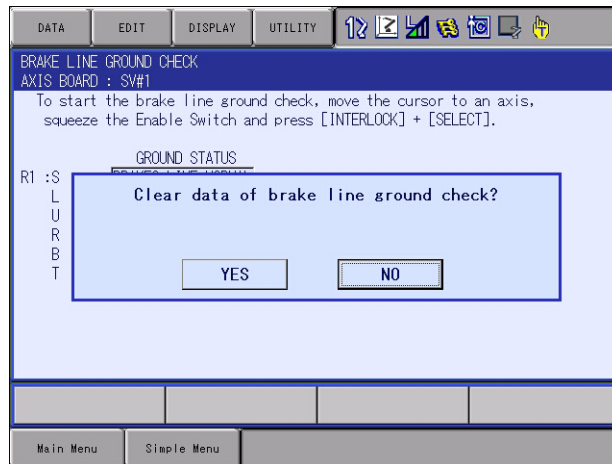 DATA EDIT DISPLAY UTILITY
BRAKE LINE GROUND CHECK
AXIS BOARD : SV#1
To start the brake line ground check, move the cursor to an axis,
squeeze the Enable Switch and press [INTERLOCK] + [SELECT].
GROUND STATUS
R1 :S
Clear data of brake line ground check?
L
U
R
B
T
YES NO
Main Menu Simple Menu